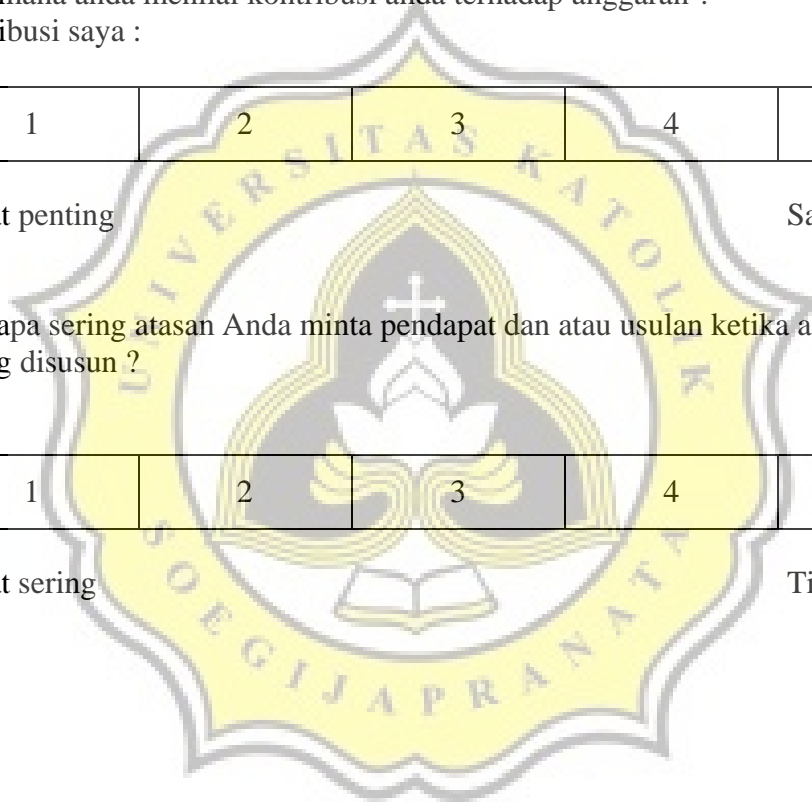 mana anda menilai kontribusi anda terhadap anggaran ?
ibusi saya :
1 2 3 4
t penting Sa
apa sering atasan Anda minta pendapat dan atau usulan ketika a
g disusun ?
1 2 3 4
t sering Ti
UNIVERSITAS KATOLIK
SOEGIJAPRANATA